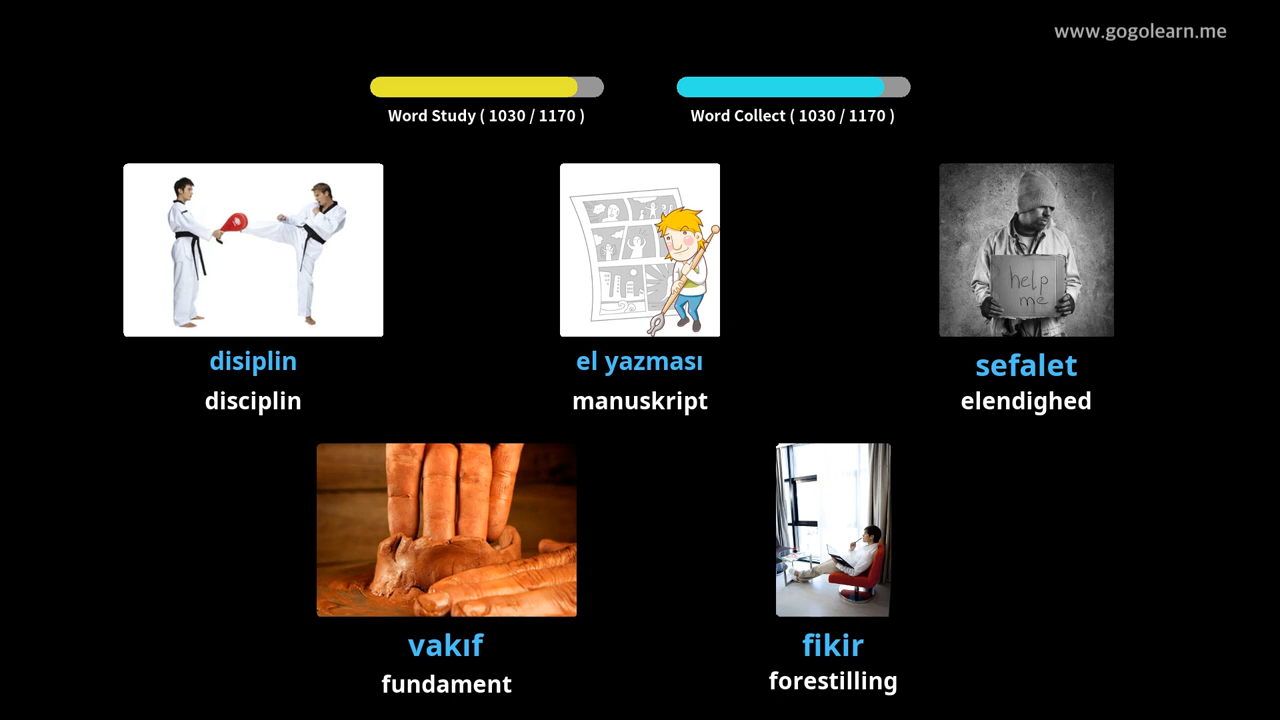 www.gogolearn.me
Word Study ( 1030 / 1170 )
Word Collect ( 1030 / 1170 )
help
me
disiplin
disciplin
el yazması
manuskript
sefalet
elendighed
vakıf
fundament
fikir
forestilling